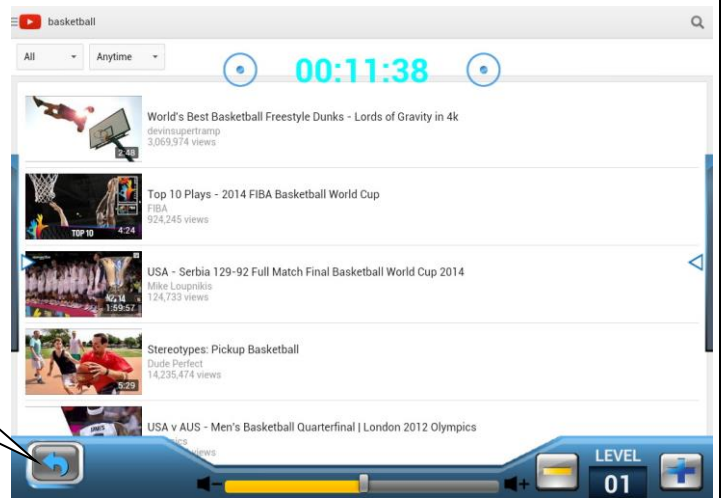 basketball
All Anytime
00:11:38
World's Best Basketball Freestyle Dunks - Lords of Gravity in 4k
devinsupertramp
3,069,974 views
2:48
Top 10 Plays - 2014 FIBA Basketball World Cup
FIBA
924,245 views
TOP 10 4:24
USA - Serbia 129-92 Full Match Final Basketball World Cup 2014
Mike Loupnikis
124,733 views
1:59:57
Stereotypes: Pickup Basketball
Dude Perfect
14,235,474 views
5:29
USA v AUS - Men's Basketball Quarterfinal | London 2012 Olympics
views
LEVEL
01